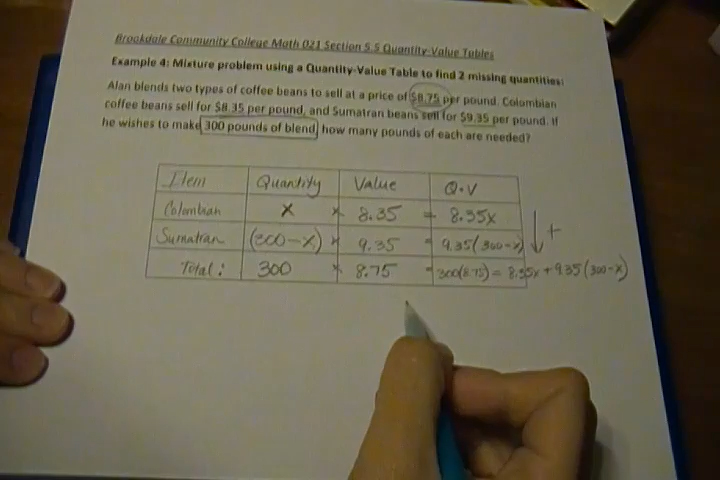 Brookdale Community College Math 021 Section 5.5 Quantity-Value Tables
Example 4: Mixture problem using a Quantity-Value Table to find 2 missing quantities:
Alan blends two types of coffee beans to sell at a price of $8.75 per pound. Colombian
coffee beans sell for $8.35 per pound, and Sumatran beans sell for $9.35 per pound. If
he wishes to make 300 pounds of blend, how many pounds of each are needed?
Item Quantity Value Q·V
Colombian x × 8.35 = 8.35x
Sumatran (300-x) × 9.35 = 9.35(300-x) +
Total: 300 × 8.75 = 300(8.75) = 8.35x + 9.35(300-x)